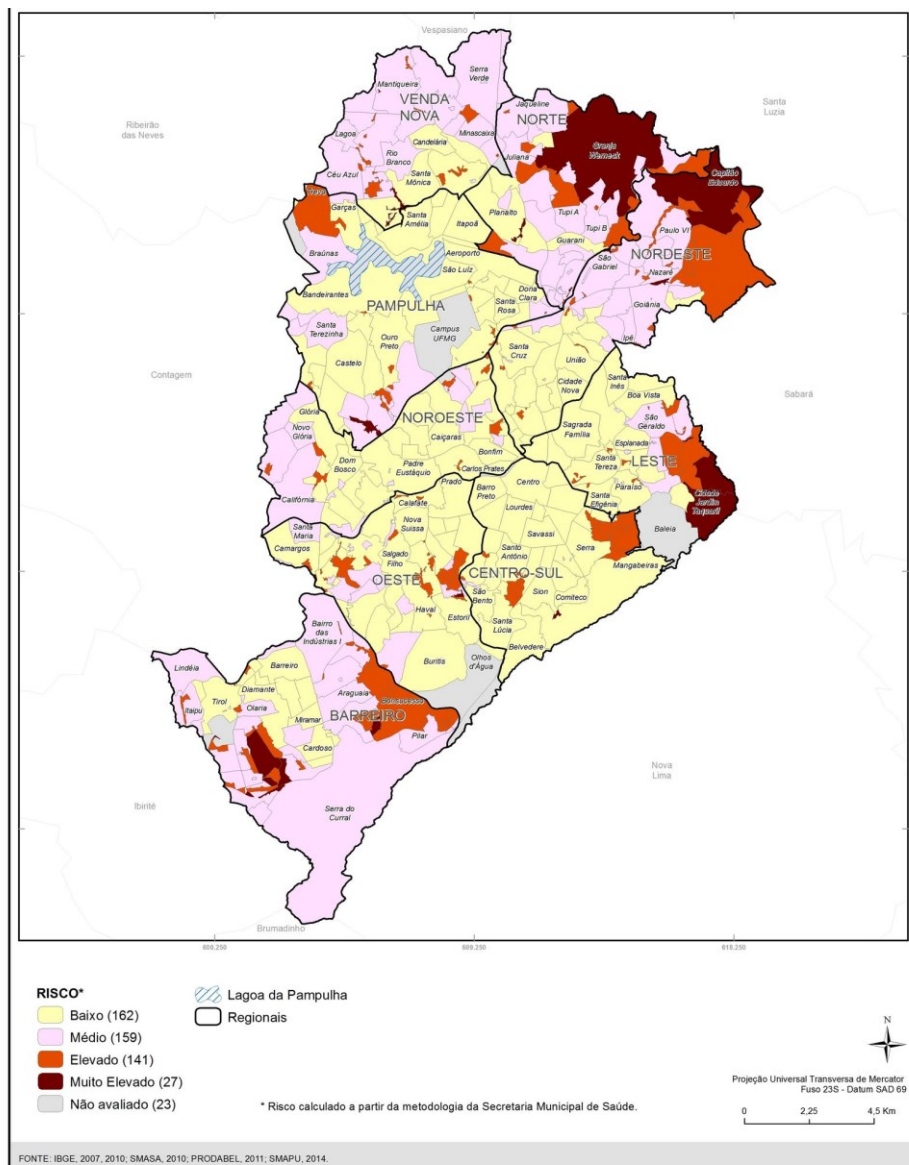 Vespasiano
Santa
Luzia
Ribeirão
das Neves
Contagem
Sabará
Nova
Lima
Ibirité
Brumadinho
VENDA
NOVA
Serra
Verde
Mantiqueira
Lagoa
Minascaixa
Candelária
Rio
Branco
Céu Azul
Santa
Mônica
NORTE
Jaqueline
Granja
Werneck
Juliana
Planalto
Tupi A
Tupi B
Guarani
NORDESTE
Capitão
Eduardo
Paulo VI
São
Gabriel
Nazaré
Goiânia
Ipê
Santa
Cruz
União
Cidade
Nova
PAMPULHA
Garças
Santa
Amélia
Itapoã
Braúnas
Aeroporto
São Luiz
Bandeirantes
Dona
Clara
Santa
Rosa
Campus
UFMG
Santa
Terezinha
Ouro
Preto
Castelo
NOROESTE
Glória
Novo
Glória
Caiçaras
Bonfim
Dom
Bosco
Padre
Eustáquio
Carlos Prates
Califórnia
LESTE
Santa
Inês
Boa Vista
São
Geraldo
Sagrada
Família
Esplanada
Santa
Tereza
Paraíso
Santa
Efigênia
Cidade
Jardim
Taquaril
Baleia
OESTE
Prado
Calafate
Nova
Suissa
Santa
Maria
Camargos
Salgado
Filho
Havaí
Estoril
Buritis
Olhos
d'Água
CENTRO-SUL
Barro
Preto
Centro
Lourdes
Savassi
Santo
Antônio
Serra
Mangabeiras
São
Bento
Sion
Comiteco
Santa
Lúcia
Belvedere
BARREIRO
Bairro
das
Indústrias I
Lindéia
Barreiro
Diamante
Tirol
Olaria
Itaipu
Araguaia
Bonsucesso
Miramar
Cardoso
Pilar
Serra do
Curral
609,250
618,250
RISCO*
Baixo (162)
Médio (159)
Elevado (141)
Muito Elevado (27)
Não avaliado (23)
Lagoa da Pampulha
Regionais
* Risco calculado a partir da metodologia da Secretaria Municipal de Saúde.
N
Projeção Universal Transversa de Mercator
Fuso 23S - Datum SAD 69
0 2,25 4,5 Km
FONTE: IBGE, 2007, 2010; SMASA, 2010; PRODABEL, 2011; SMAPU, 2014.